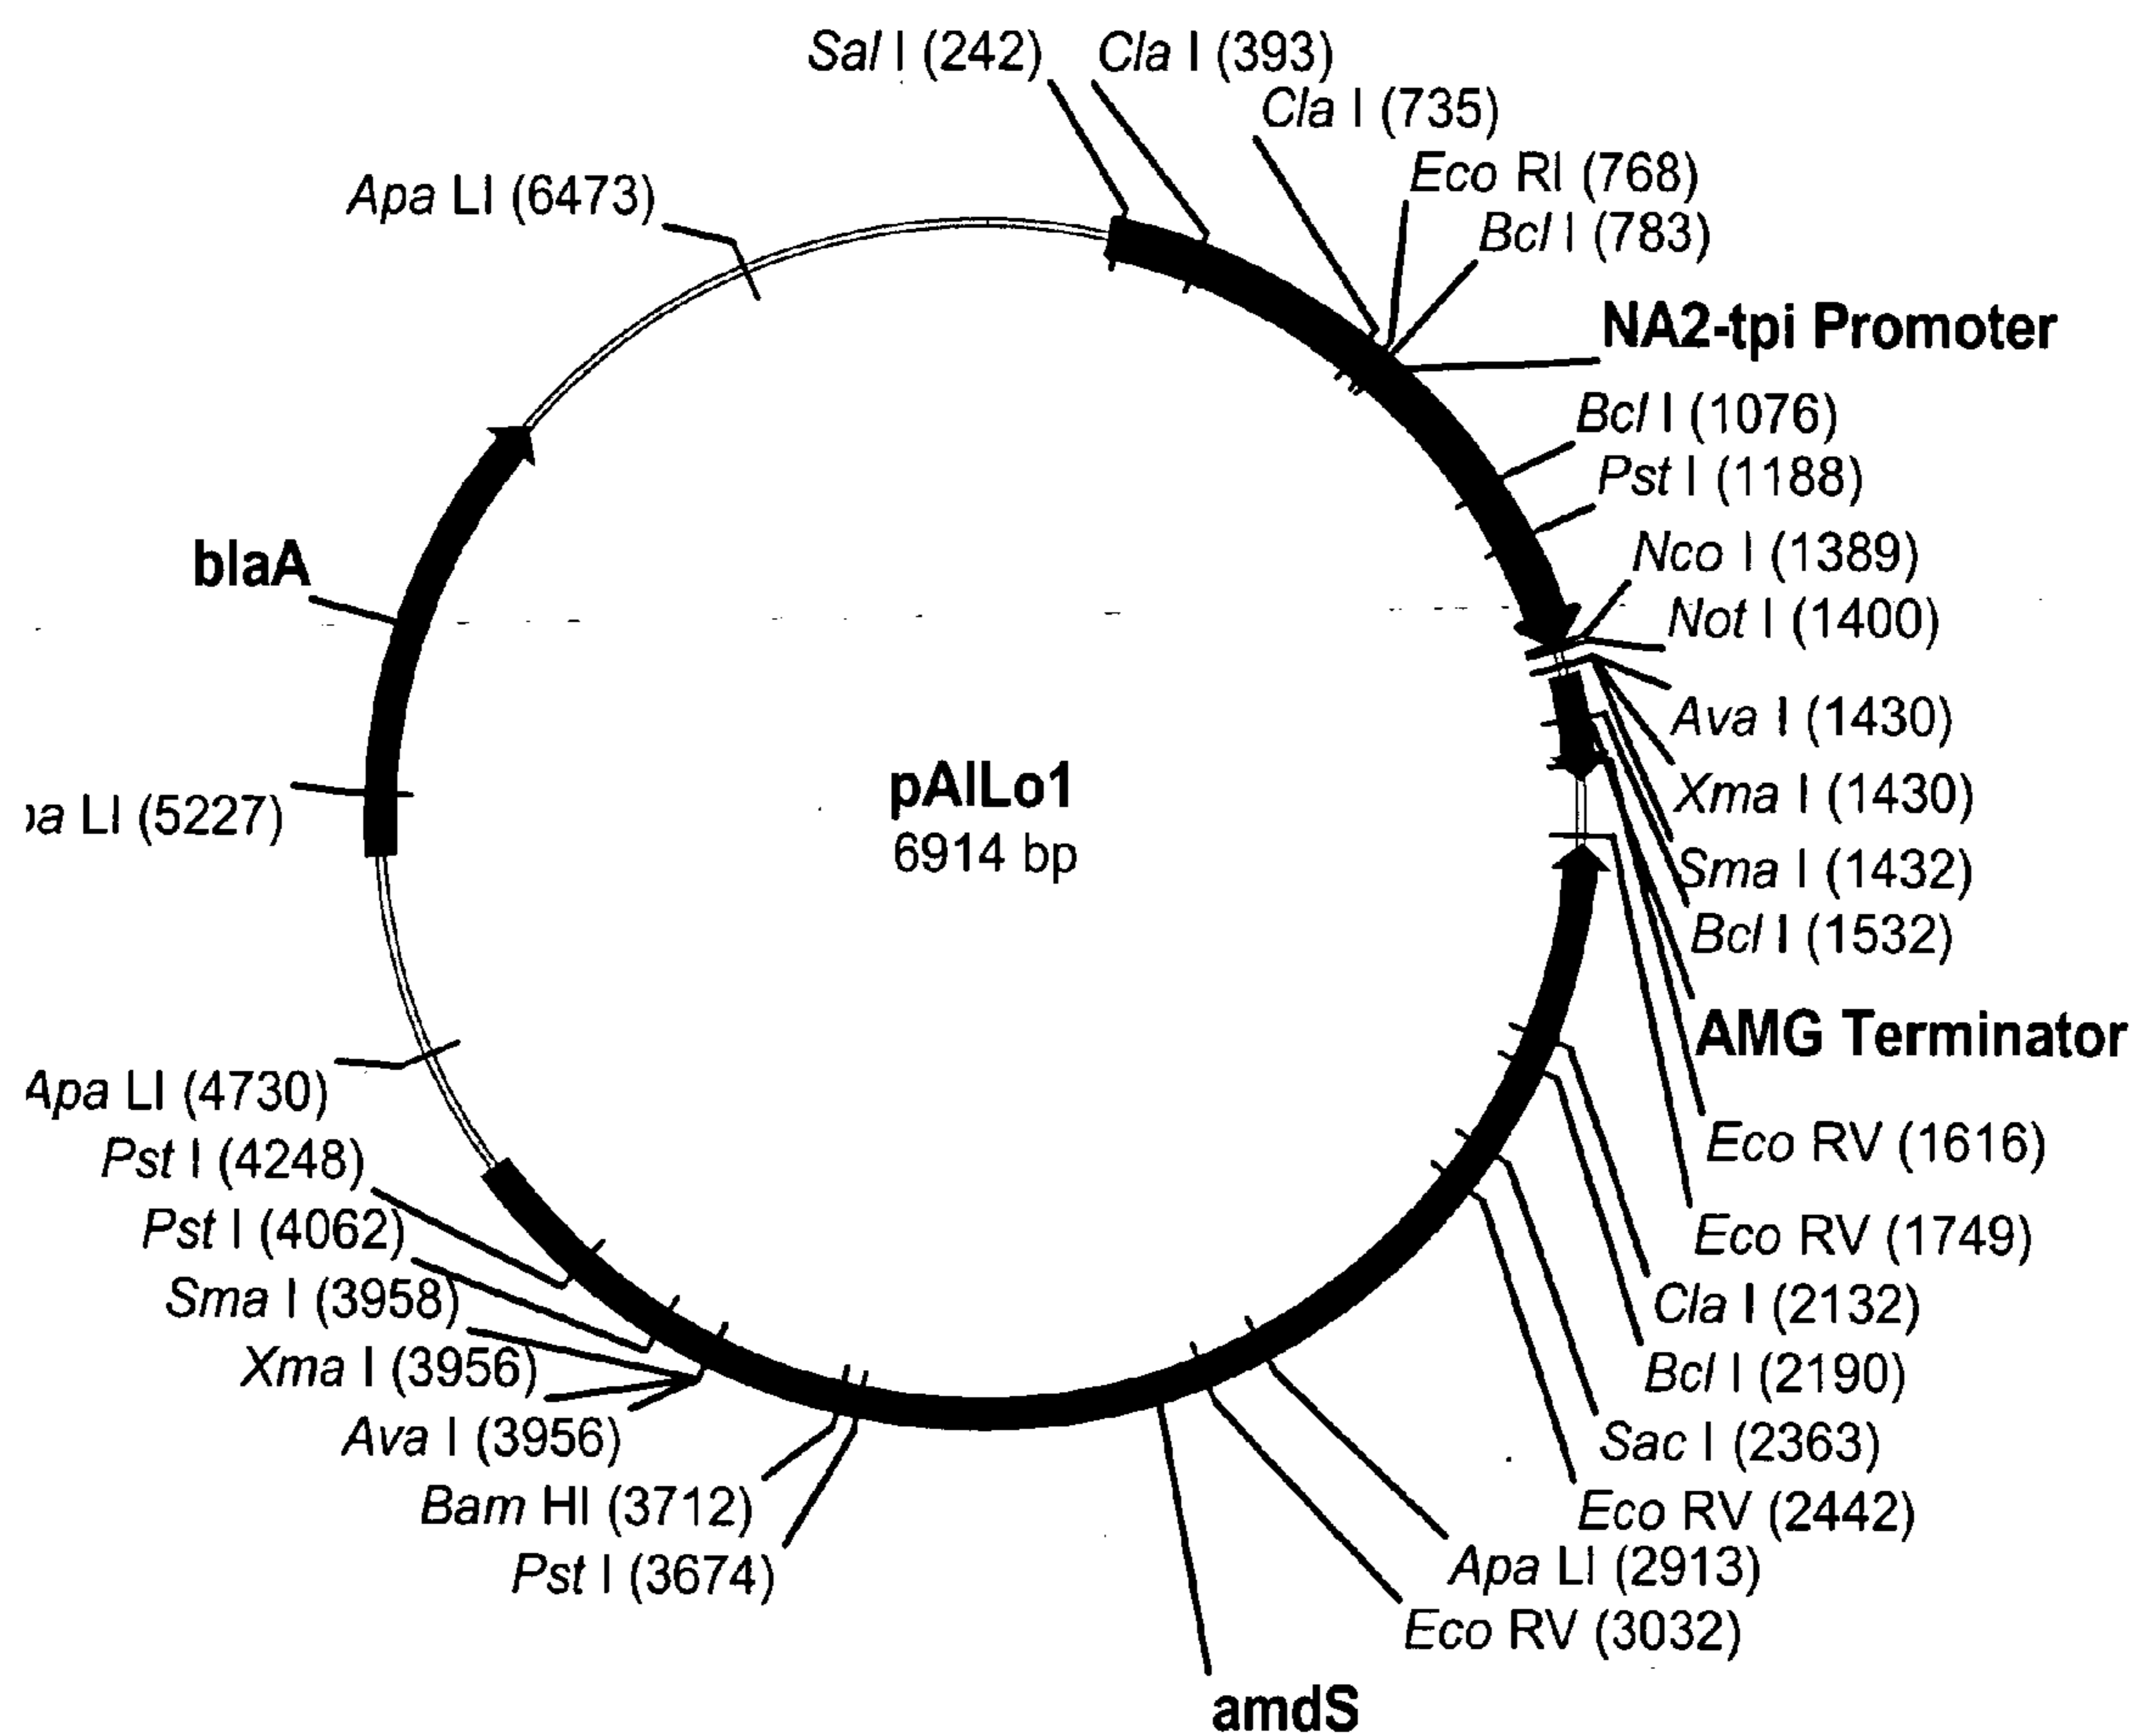 Sal I (242)
Cla I (393)
Cla I (735)
Eco RI (768)
Bcl I (783)
NA2-tpi Promoter
Bcl I (1076)
Pst I (1188)
Nco I (1389)
Not I (1400)
Ava I (1430)
Xma I (1430)
Sma I (1432)
Bcl I (1532)
AMG Terminator
Eco RV (1616)
Eco RV (1749)
Cla I (2132)
Bcl I (2190)
Sac I (2363)
Eco RV (2442)
Apa LI (2913)
Eco RV (3032)
amdS
Pst I (3674)
Bam HI (3712)
Ava I (3956)
Xma I (3956)
Sma I (3958)
Pst I (4062)
Pst I (4248)
Apa LI (4730)
LI (5227)
blaA
Apa LI (6473)
pAlLo1
6914 bp